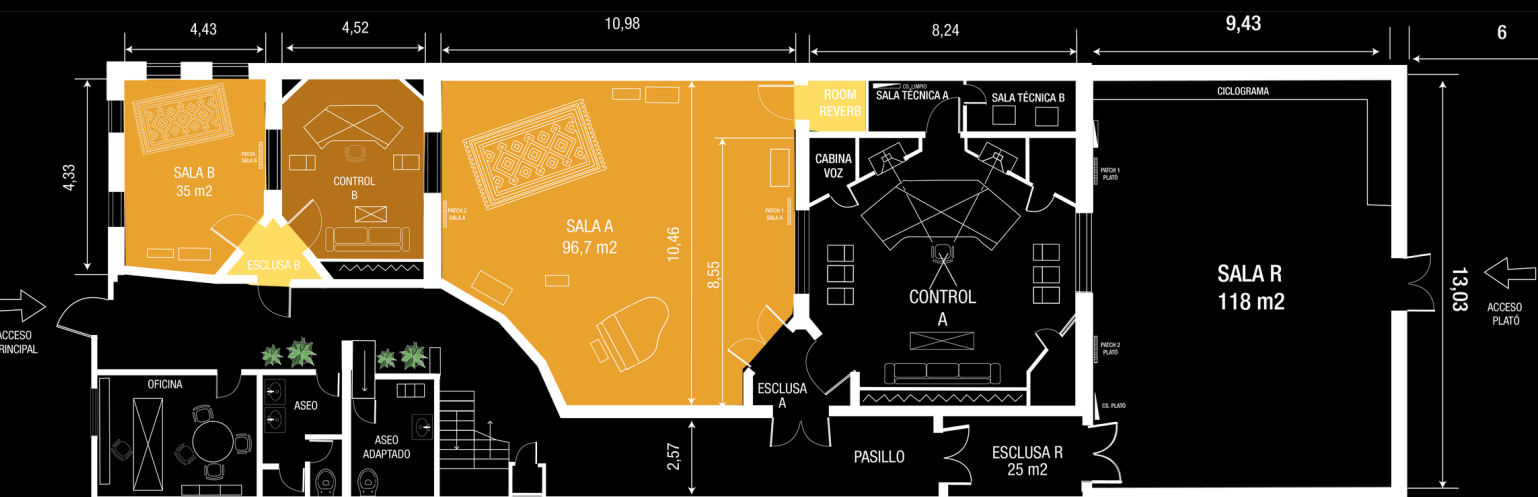 4,43
4,52
10,98
8,24
9,43
6
4,33
SALA B
35 m2
PATCH
SALA B
CONTROL
B
ESCLUSA B
PATCH 2
SALA A
SALA A
96,7 m2
10,46
8,55
PATCH 1
SALA A
ROOM
REVERB
CS. LIMPIO
SALA TÉCNICA A
SALA TÉCNICA B
CABINA
VOZ
CONTROL
A
CICLOGRAMA
PATCH 1
PLATÓ
SALA R
118 m2
13,03
ACCESO
PLATÓ
PATCH 2
PLATÓ
CS. PLATÓ
ACCESO
RINCIPAL
OFICINA
ASEO
ASEO
ADAPTADO
2,57
ESCLUSA
A
PASILLO
ESCLUSA R
25 m2